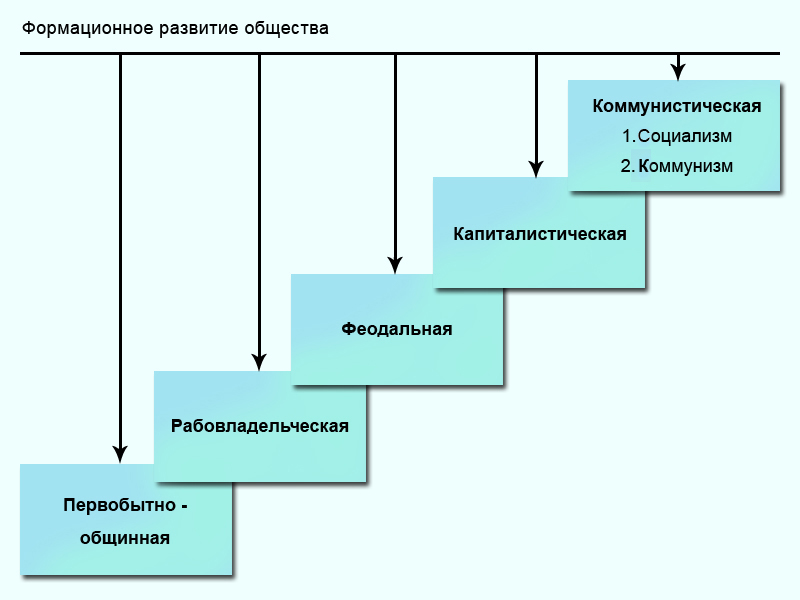 Формационное развитие общества
Коммунистическая
1.Социализм
2.Коммунизм
Капиталистическая
Феодальная
Рабовладельческая
Первобытно -
общинная